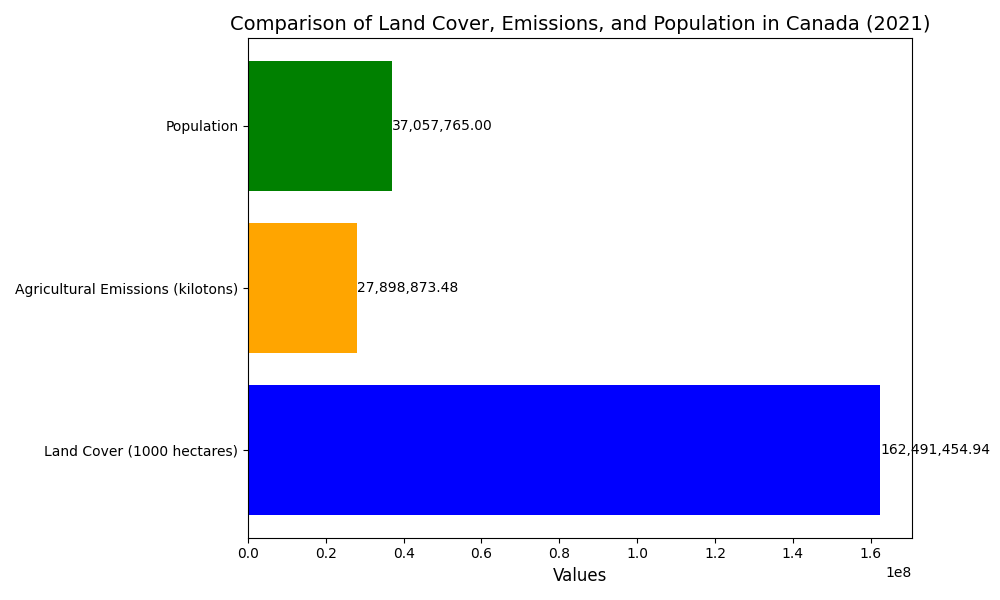 Comparison of Land Cover, Emissions, and Population in Canada (2021)
Population
37,057,765.00
Agricultural Emissions (kilotons)
27,898,873.48
Land Cover (1000 hectares)
162,491,454.94
0.0 0.2 0.4 0.6 0.8 1.0 1.2 1.4 1.6
1e8
Values